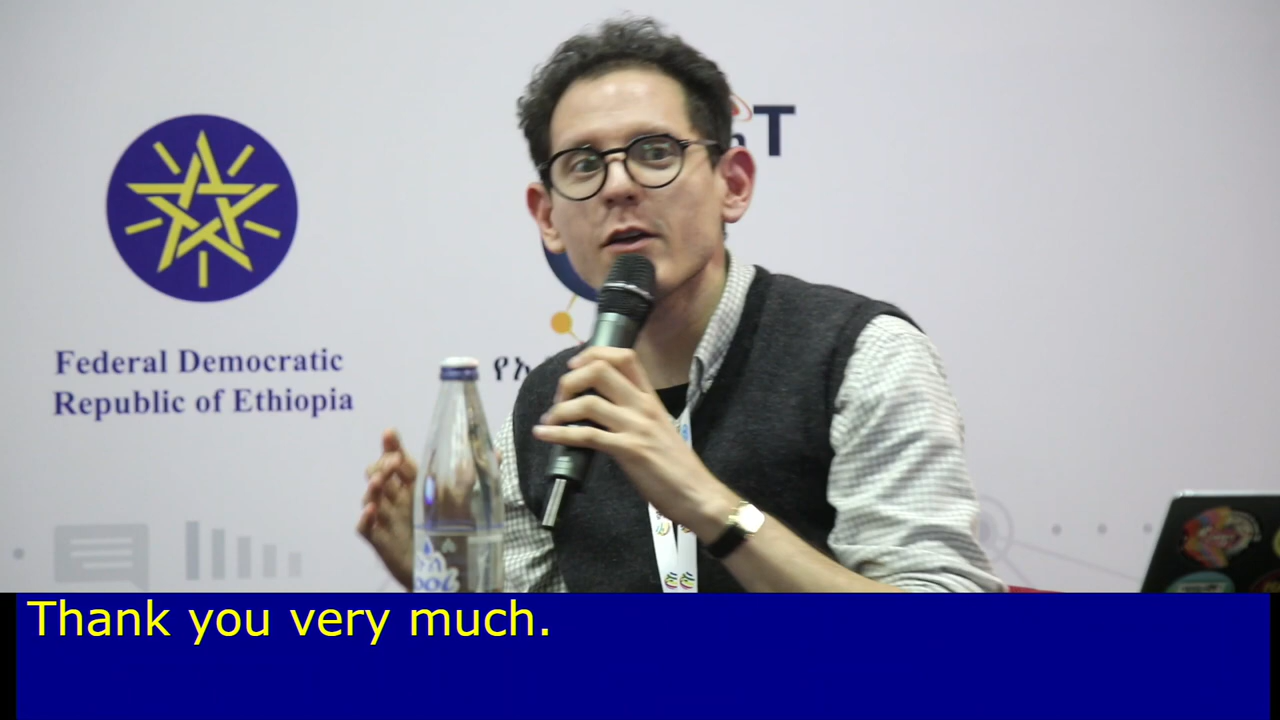 T
Federal Democratic
Republic of Ethiopia
Thank you very much.